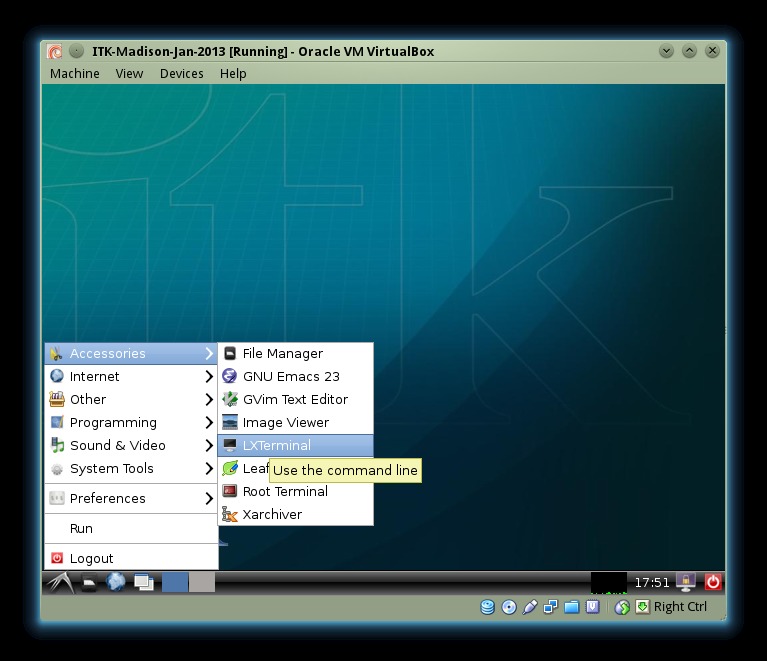 ITK-Madison-Jan-2013 [Running] - Oracle VM VirtualBox
Machine View Devices Help
itk
Accessories
Internet
Other
Programming
Sound & Video
System Tools
Preferences
Run
Logout
File Manager
GNU Emacs 23
GVim Text Editor
Image Viewer
LXTerminal
Leaf
Use the command line
Root Terminal
Xarchiver
17:51
Right Ctrl